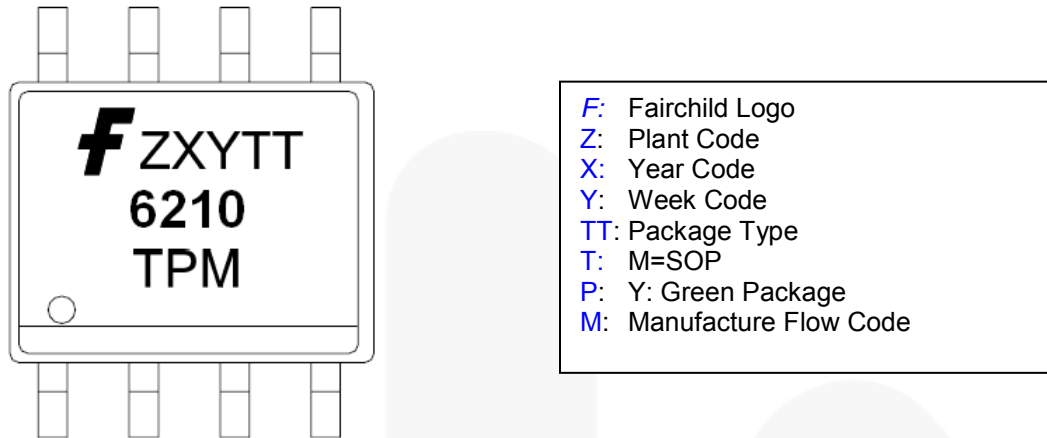 ZXYTT
6210
TPM
F: Fairchild Logo
Z: Plant Code
X: Year Code
Y: Week Code
TT: Package Type
T: M=SOP
P: Y: Green Package
M: Manufacture Flow Code